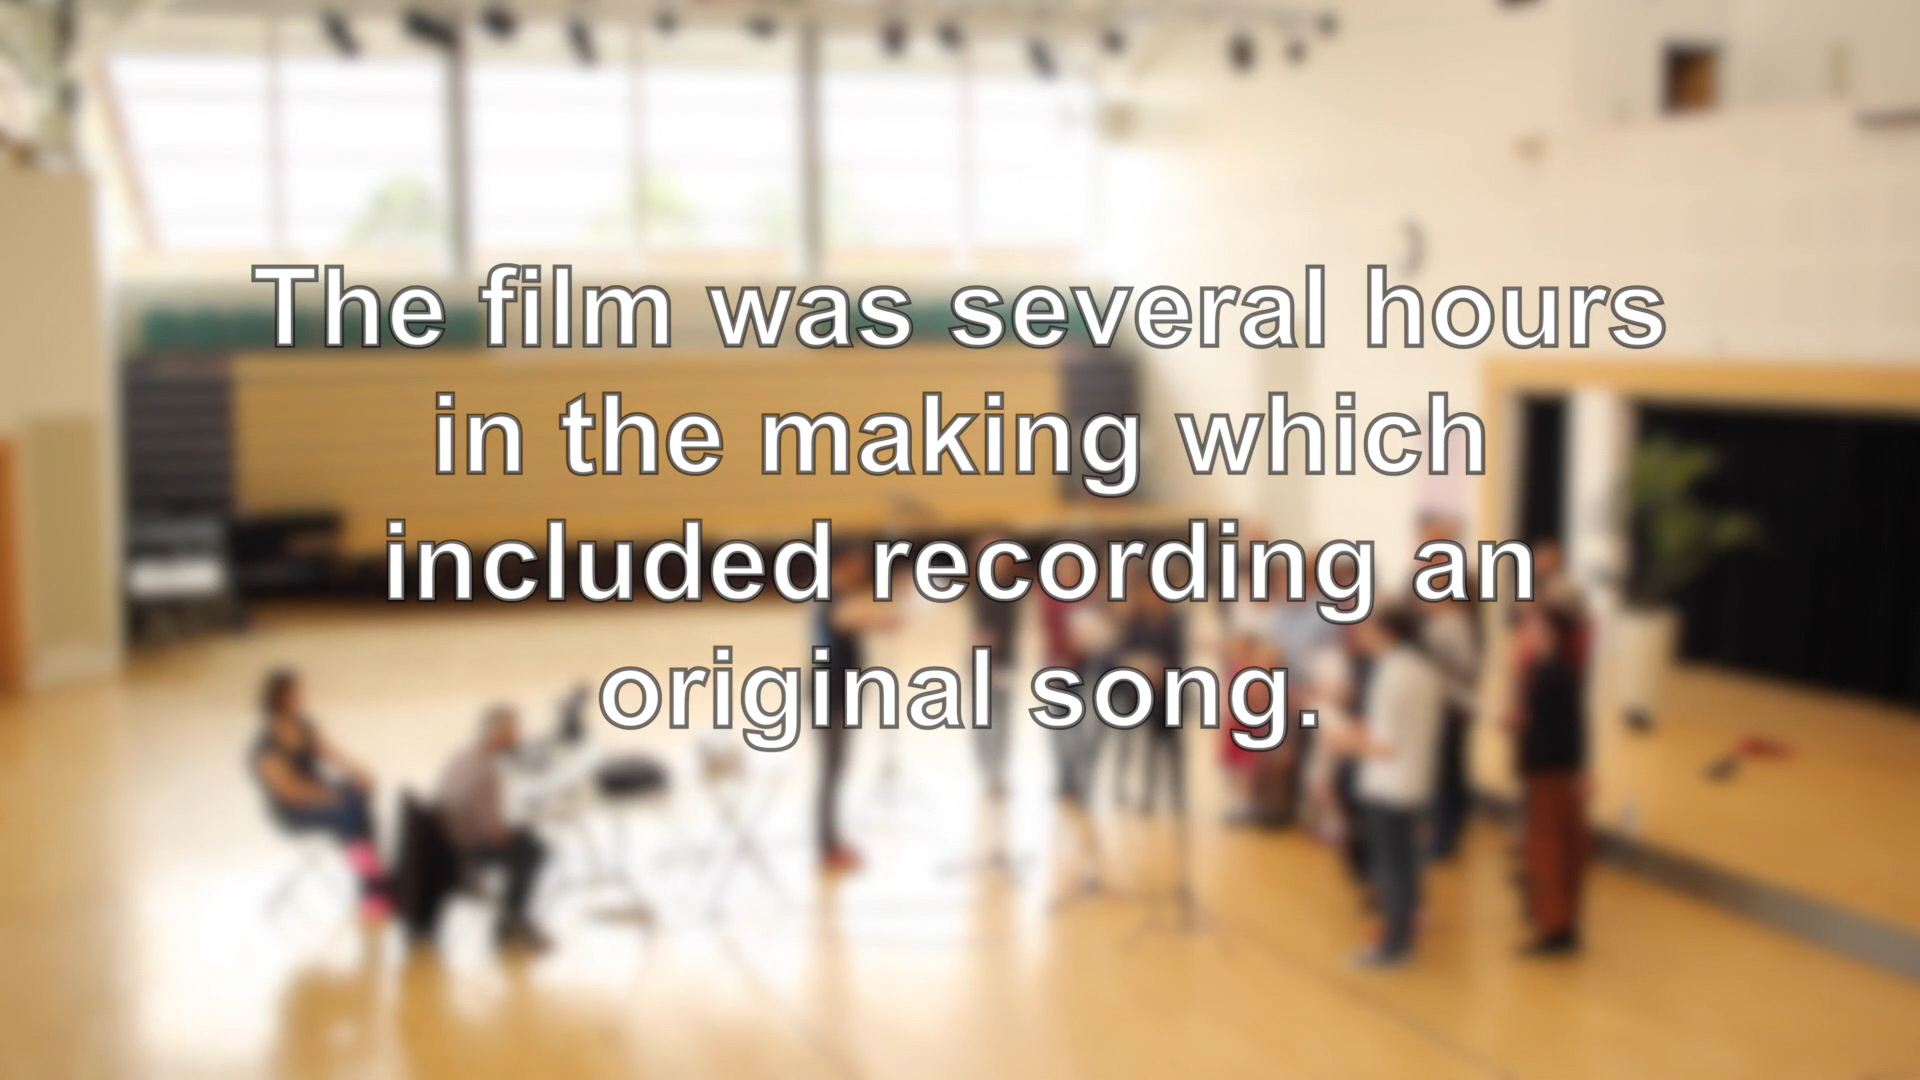 The film was several hours
in the making which
included recording an
original song.